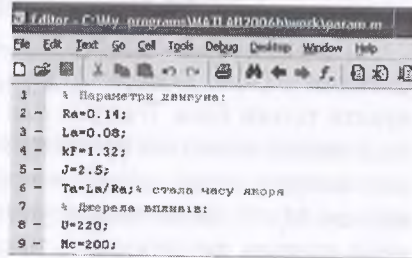 Editor - C:\My_programs\MATLAB2006b\work\param.m
File Edit Text Go Cell Tools Debug Desktop Window Help
1 % Параметри двигуна:
2 - Ra=0.14;
3 - La=0.08;
4 - kF=1.32;
5 - J=2.5;
6 - Ta=La/Ra;% стала часу якоря
7 % Джерела впливів:
8 - U=220;
9 - Mc=200;